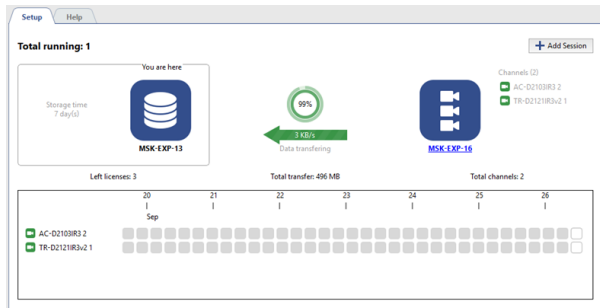 Setup
Help
Total running: 1
Add Session
You are here
Storage time
7 day(s)
MSK-EXP-13
99%
3 KB/s
Data transfering
MSK-EXP-16
Channels (2)
AC-D2103IR3 2
TR-D2121IR3v2 1
Left licenses: 3
Total transfer: 496 MB
Total channels: 2
20 21 22 23 24 25 26
Sep
AC-D2103IR3 2
TR-D2121IR3v2 1